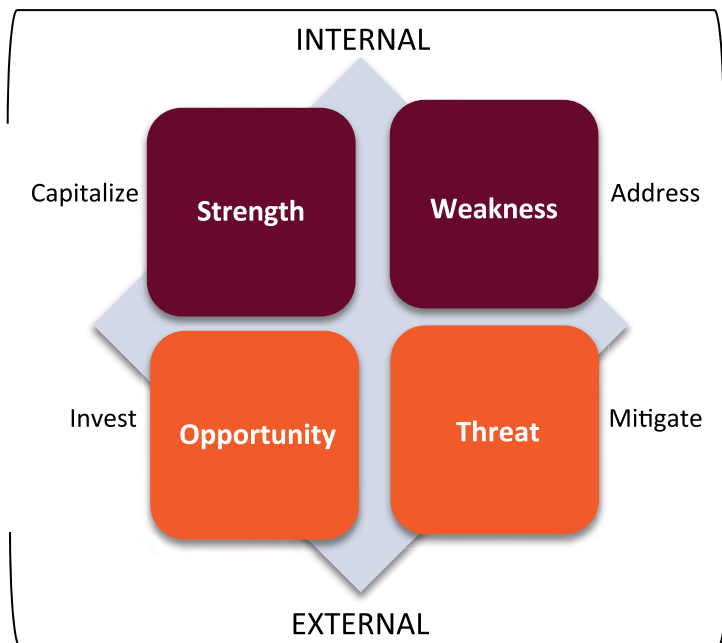 INTERNAL
Capitalize
Strength
Weakness
Address
Invest
Opportunity
Threat
Mitigate
EXTERNAL